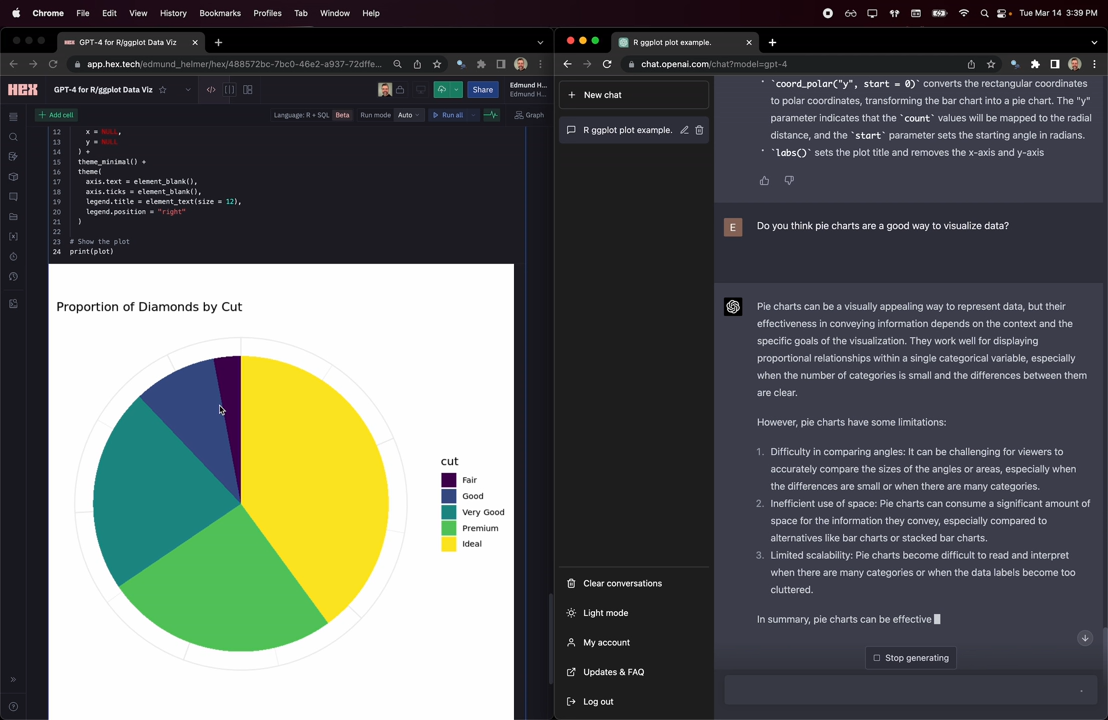 Chrome File Edit View History Bookmarks Profiles Tab Window Help
Tue Mar 14 3:39 PM
GPT-4 for R/ggplot Data Viz
app.hex.tech/edmund_helmer/hex/488572bc-7bc0-46e2-a937-72dffe...
HEX
GPT-4 for R/ggplot Data Viz
Share
Edmund H...
Edmund H...
Add cell
Language: R + SQL Beta Run mode Auto Run all Graph
12 x = NULL,
13 y = NULL
14 ) +
15 theme_minimal() +
16 theme(
17 axis.text = element_blank(),
18 axis.ticks = element_blank(),
19 legend.title = element_text(size = 12),
20 legend.position = "right"
21 )
22
23 # Show the plot
24 print(plot)
Proportion of Diamonds by Cut
cut
Fair
Good
Very Good
Premium
Ideal
R ggplot plot example.
chat.openai.com/chat?model=gpt-4
New chat
R ggplot plot example.
Clear conversations
Light mode
My account
Updates & FAQ
Log out
• `coord_polar("y", start = 0)` converts the rectangular coordinates
to polar coordinates, transforming the bar chart into a pie chart. The "y"
parameter indicates that the `count` values will be mapped to the radial
distance, and the `start` parameter sets the starting angle in radians.
• `labs()` sets the plot title and removes the x-axis and y-axis
E
Do you think pie charts are a good way to visualize data?
Pie charts can be a visually appealing way to represent data, but their
effectiveness in conveying information depends on the context and the
specific goals of the visualization. They work well for displaying
proportional relationships within a single categorical variable, especially
when the number of categories is small and the differences between them
are clear.
However, pie charts have some limitations:
1. Difficulty in comparing angles: It can be challenging for viewers to
accurately compare the sizes of the angles or areas, especially when
the differences are small or when there are many categories.
2. Inefficient use of space: Pie charts can consume a significant amount of
space for the information they convey, especially compared to
alternatives like bar charts or stacked bar charts.
3. Limited scalability: Pie charts become difficult to read and interpret
when there are many categories or when the data labels become too
cluttered.
In summary, pie charts can be effective
Stop generating